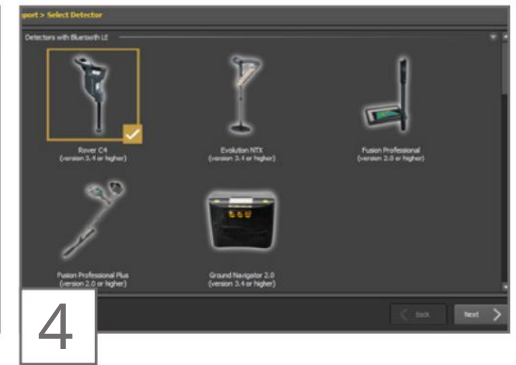 port > Select Detector
Detectors with Bluetooth LE
Rover C4
(version 3.4 or higher)
Evolution NTX
(version 3.4 or higher)
Fusion Professional
(version 2.0 or higher)
Fusion Professional Plus
(version 2.0 or higher)
Ground Navigator 2.0
(version 3.4 or higher)
4
Back
Next